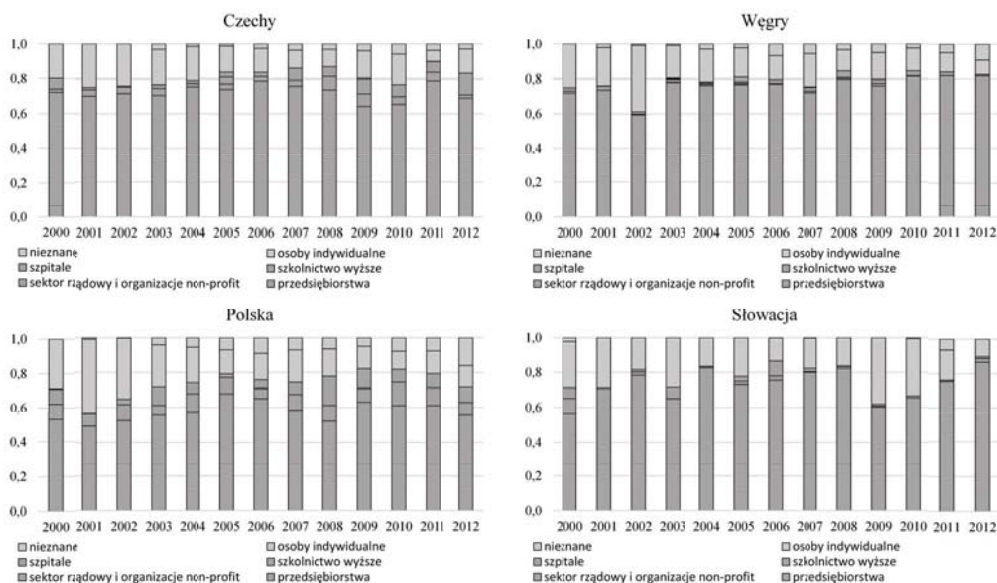 Czechy
1,0
0,8
0,6
0,4
0,2
0,0
2000 2001 2002 2003 2004 2005 2006 2007 2008 2009 2010 2011 2012
nieznane osoby indywidualne
szpitale szkolnictwo wyższe
sektor rządowy i organizacje non-profit przedsiębiorstwa
Węgry
1,0
0,8
0,6
0,4
0,2
0,0
2000 2001 2002 2003 2004 2005 2006 2007 2008 2009 2010 2011 2012
nieznane osoby indywidualne
szpitale szkolnictwo wyższe
sektor rządowy i organizacje non-profit przedsiębiorstwa
Polska
1,0
0,8
0,6
0,4
0,2
0,0
2000 2001 2002 2003 2004 2005 2006 2007 2008 2009 2010 2011 2012
nieznane osoby indywidualne
szpitale szkolnictwo wyższe
sektor rządowy i organizacje non-profit przedsiębiorstwa
Słowacja
1,0
0,8
0,6
0,4
0,2
0,0
2000 2001 2002 2003 2004 2005 2006 2007 2008 2009 2010 2011 2012
nieznane osoby indywidualne
szpitale szkolnictwo wyższe
sektor rządowy i organizacje non-profit przedsiębiorstwa